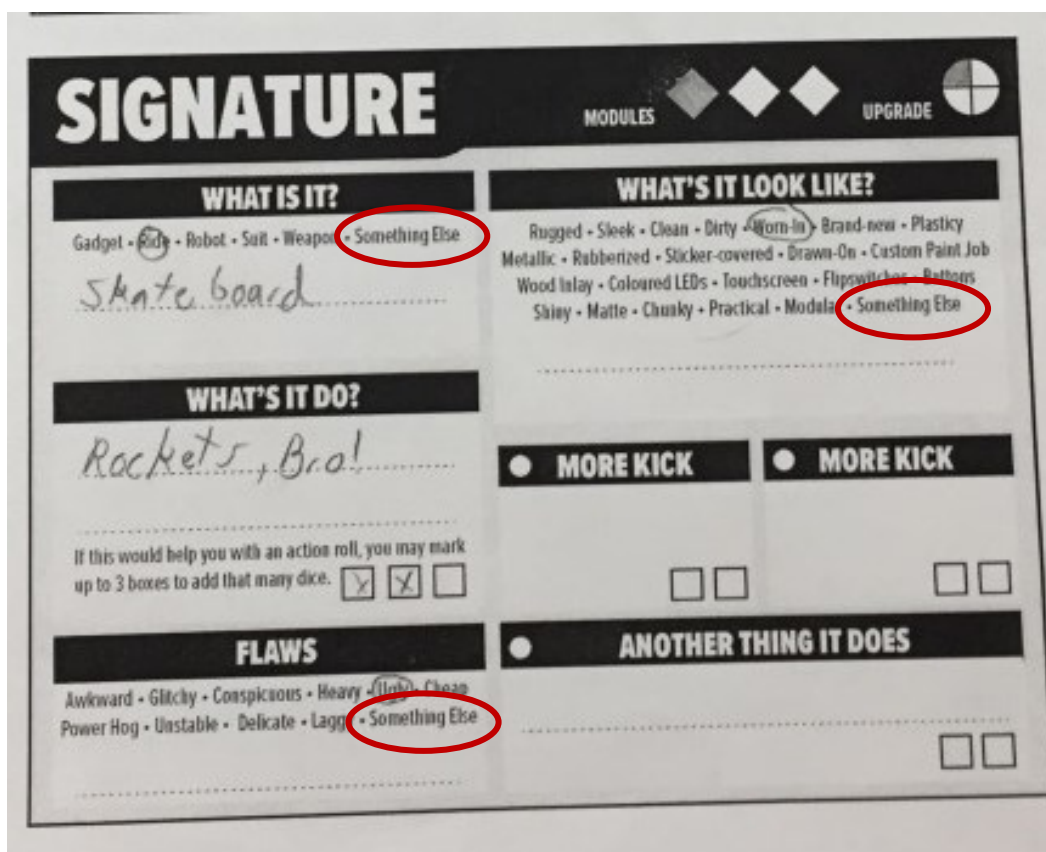 SIGNATURE
MODULES
UPGRADE
WHAT IS IT?
Gadget • Ride • Robot • Suit • Weapon • Something Else
Skateboard
WHAT'S IT LOOK LIKE?
Rugged • Sleek • Clean • Dirty • Worn-In • Brand-new • Plasticy
Metallic • Rubberized • Sticker-covered • Drawn-On • Custom Paint Job
Wood Inlay • Coloured LEDs • Touchscreen • Flipswitches • Buttons
Shiny • Matte • Chunky • Practical • Modular • Something Else
WHAT'S IT DO?
Rockets, Bro!
If this would help you with an action roll, you may mark
up to 3 boxes to add that many dice.
MORE KICK
MORE KICK
FLAWS
Awkward • Glitchy • Conspicuous • Heavy • Ugly • Cheap
Power Hog • Unstable • Delicate • Laggy • Something Else
ANOTHER THING IT DOES